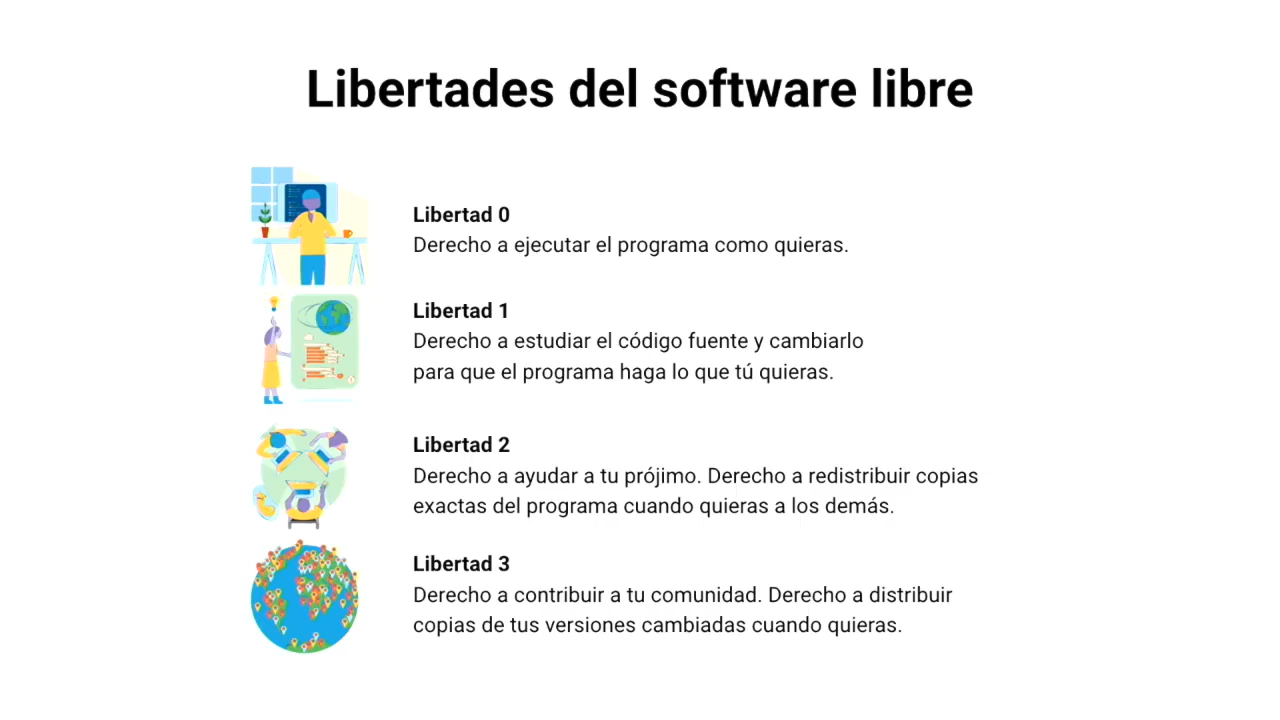 Libertades del software libre
Libertad 0
Derecho a ejecutar el programa como quieras.
Libertad 1
Derecho a estudiar el código fuente y cambiarlo
para que el programa haga lo que tú quieras.
Libertad 2
Derecho a ayudar a tu prójimo. Derecho a redistribuir copias
exactas del programa cuando quieras a los demás.
Libertad 3
Derecho a contribuir a tu comunidad. Derecho a distribuir
copias de tus versiones cambiadas cuando quieras.